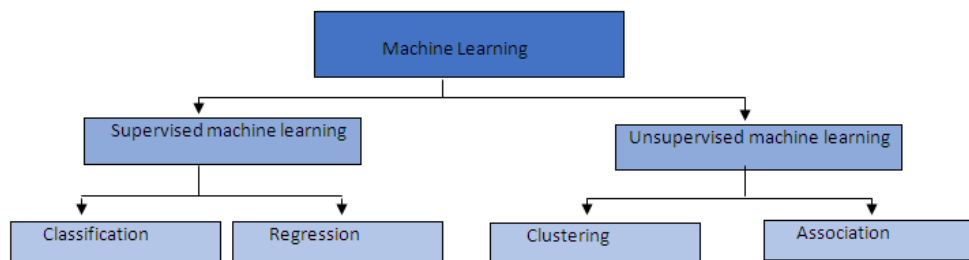 Machine Learning
Supervised machine learning
Unsupervised machine learning
Classification
Regression
Clustering
Association